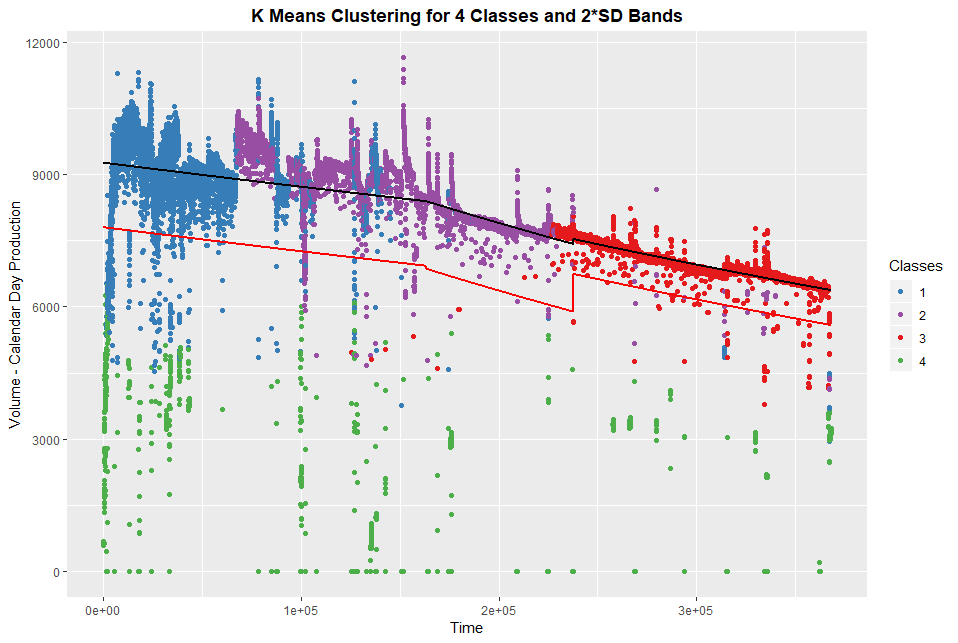 K Means Clustering for 4 Classes and 2*SD Bands
Volume - Calendar Day Production
12000
9000
6000
3000
0
0e+00
1e+05
2e+05
3e+05
Time
Classes
1
2
3
4